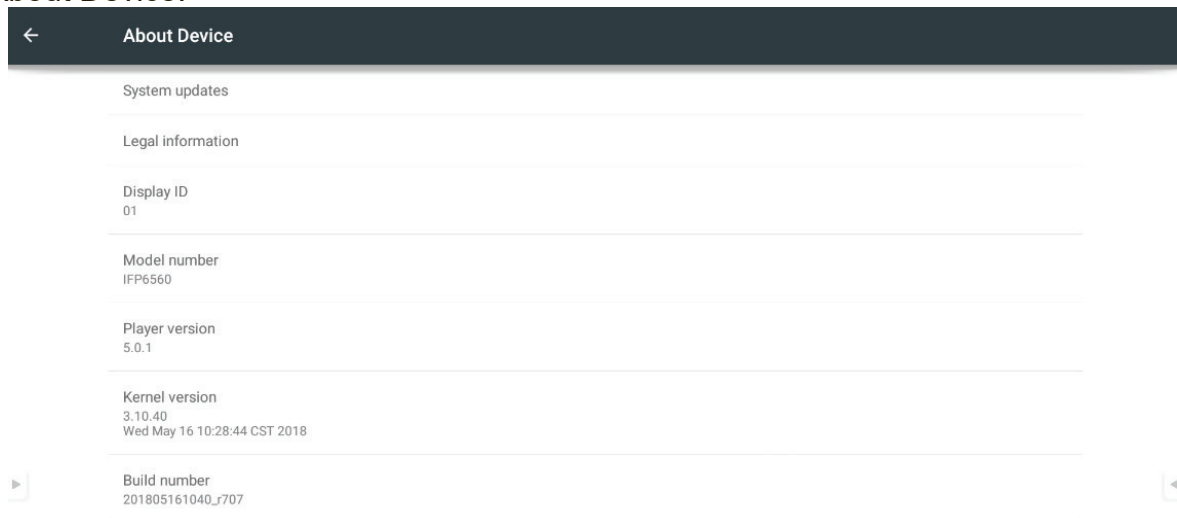 About Device
System updates
Legal information
Display ID
01
Model number
IFP6560
Player version
5.0.1
Kernel version
3.10.40
Wed May 16 10:28:44 CST 2018
Build number
201805161040_r707